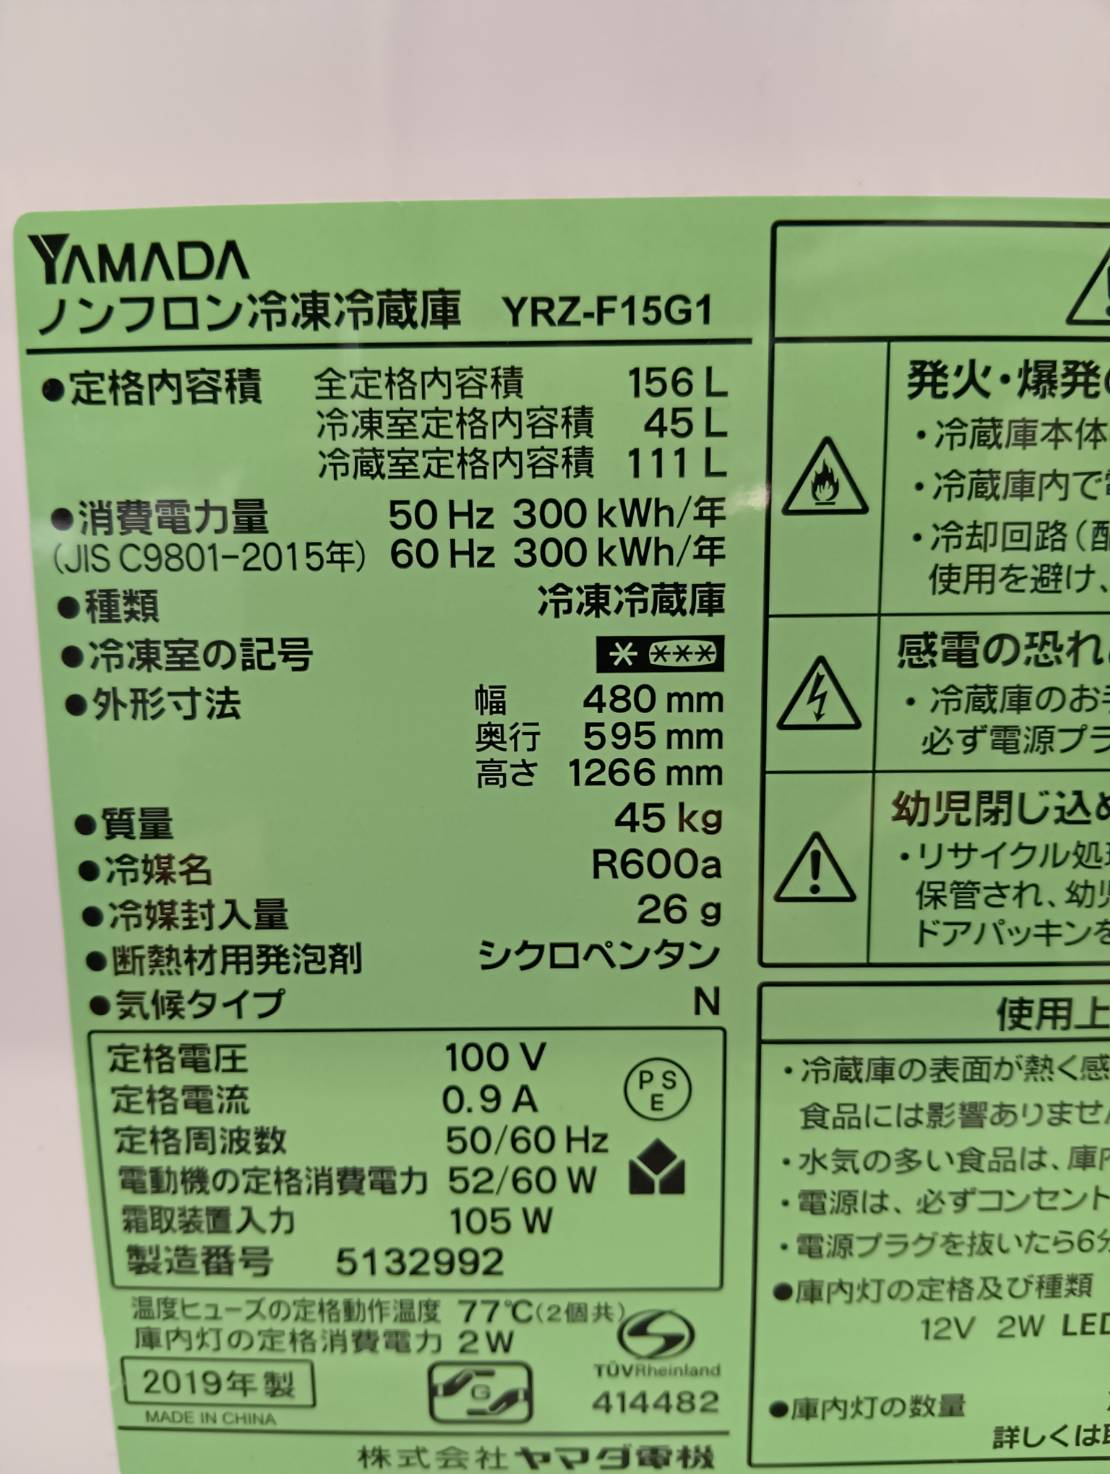 YAMADA
ノンフロン冷凍冷蔵庫 YRZ-F15G1
●定格内容積 全定格内容積 156 L
冷凍室定格内容積 45 L
冷蔵室定格内容積 111 L
●消費電力量 50 Hz 300 kWh/年
(JIS C9801-2015年) 60 Hz 300 kWh/年
●種類 冷凍冷蔵庫
●冷凍室の記号
●外形寸法 幅 480 mm
奥行 595 mm
高さ 1266 mm
●質量 45 kg
●冷媒名 R600a
●冷媒封入量 26 g
●断熱材用発泡剤 シクロペンタン
●気候タイプ N
定格電圧 100 V
定格電流 0.9 A
定格周波数 50/60 Hz
電動機の定格消費電力 52/60 W
霜取装置入力 105 W
製造番号 5132992
PSE
温度ヒューズの定格動作温度 77℃(2個共)
庫内灯の定格消費電力 2W
2019年製
MADE IN CHINA
G
TÜVRheinland
414482
株式会社ヤマダ電機
発火・爆発
・冷蔵庫本体
・冷蔵庫内で
・冷却回路(配
使用を避け、
感電の恐れ
・冷蔵庫のお手
必ず電源プラ
幼児閉じ込め
・リサイクル処理
保管され、幼児
ドアパッキンを
使用上
・冷蔵庫の表面が熱く感
食品には影響ありません
・水気の多い食品は、庫内
・電源は、必ずコンセント
・電源プラグを抜いたら6分
●庫内灯の定格及び種類
12V 2W LED
●庫内灯の数量
詳しくは取